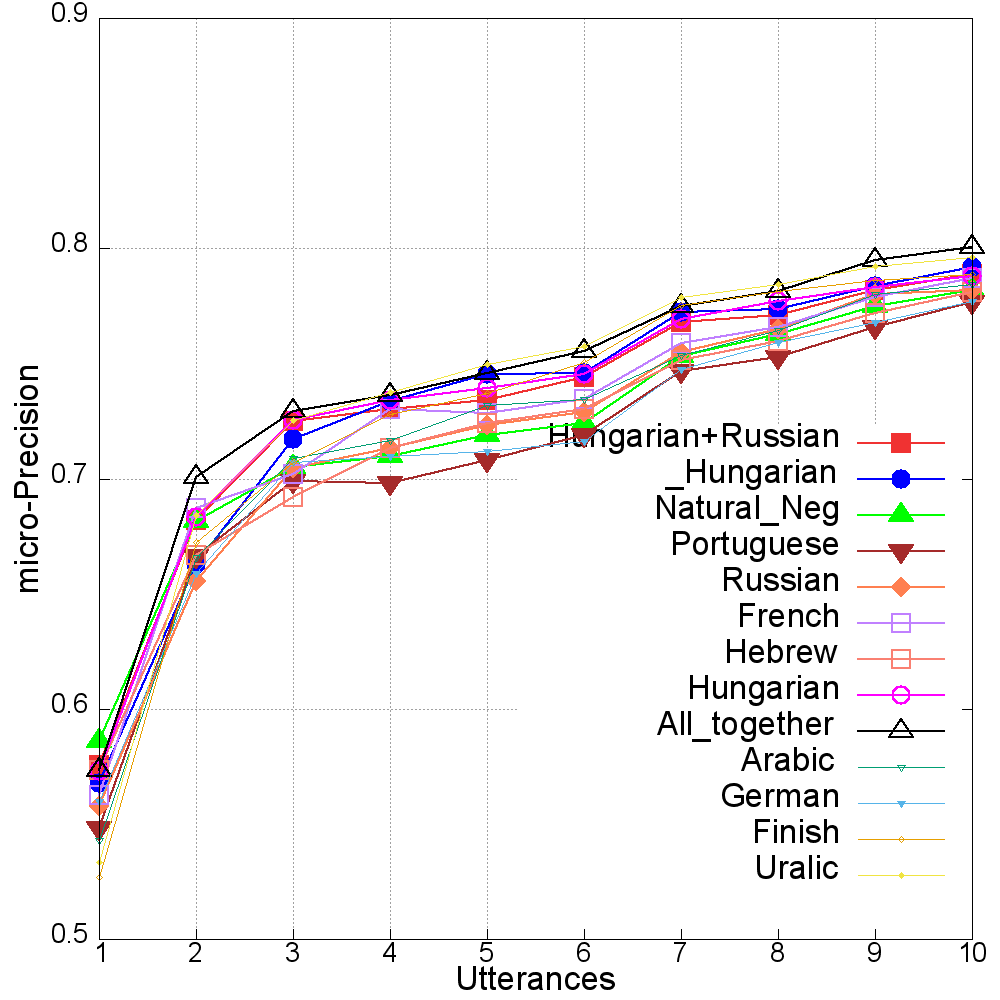 0.9
0.8
0.7
0.6
0.5
micro-Precision
Hungarian+Russian
_Hungarian
Natural_Neg
Portuguese
Russian
French
Hebrew
Hungarian
All_together
Arabic
German
Finish
Uralic
1 2 3 4 5 6 7 8 9 10
Utterances